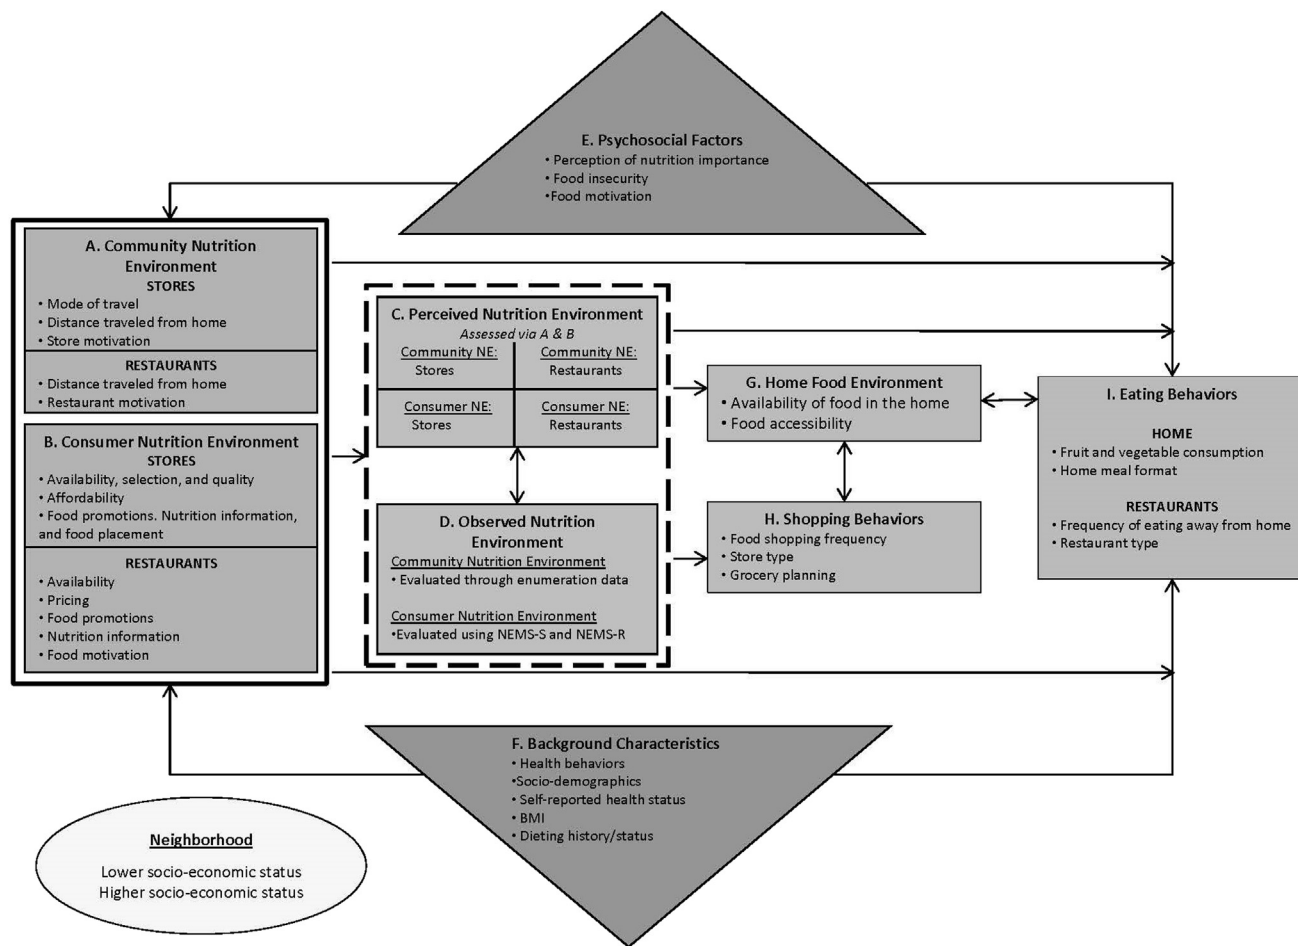 E. Psychosocial Factors
• Perception of nutrition importance
• Food insecurity
•Food motivation
A. Community Nutrition
Environment
STORES
• Mode of travel
• Distance traveled from home
• Store motivation
RESTAURANTS
• Distance traveled from home
• Restaurant motivation
B. Consumer Nutrition Environment
STORES
• Availability, selection, and quality
• Affordability
• Food promotions. Nutrition information,
and food placement
RESTAURANTS
• Availability
• Pricing
• Food promotions
• Nutrition information
• Food motivation
C. Perceived Nutrition Environment
Assessed via A & B
Community NE:
Stores
Community NE:
Restaurants
Consumer NE:
Stores
Consumer NE:
Restaurants
D. Observed Nutrition
Environment
Community Nutrition Environment
• Evaluated through enumeration data
Consumer Nutrition Environment
•Evaluated using NEMS-S and NEMS-R
G. Home Food Environment
• Availability of food in the home
• Food accessibility
H. Shopping Behaviors
• Food shopping frequency
• Store type
• Grocery planning
I. Eating Behaviors
HOME
• Fruit and vegetable consumption
• Home meal format
RESTAURANTS
• Frequency of eating away from home
• Restaurant type
F. Background Characteristics
• Health behaviors
•Socio-demographics
• Self-reported health status
• BMI
• Dieting history/status
Neighborhood
Lower socio-economic status
Higher socio-economic status